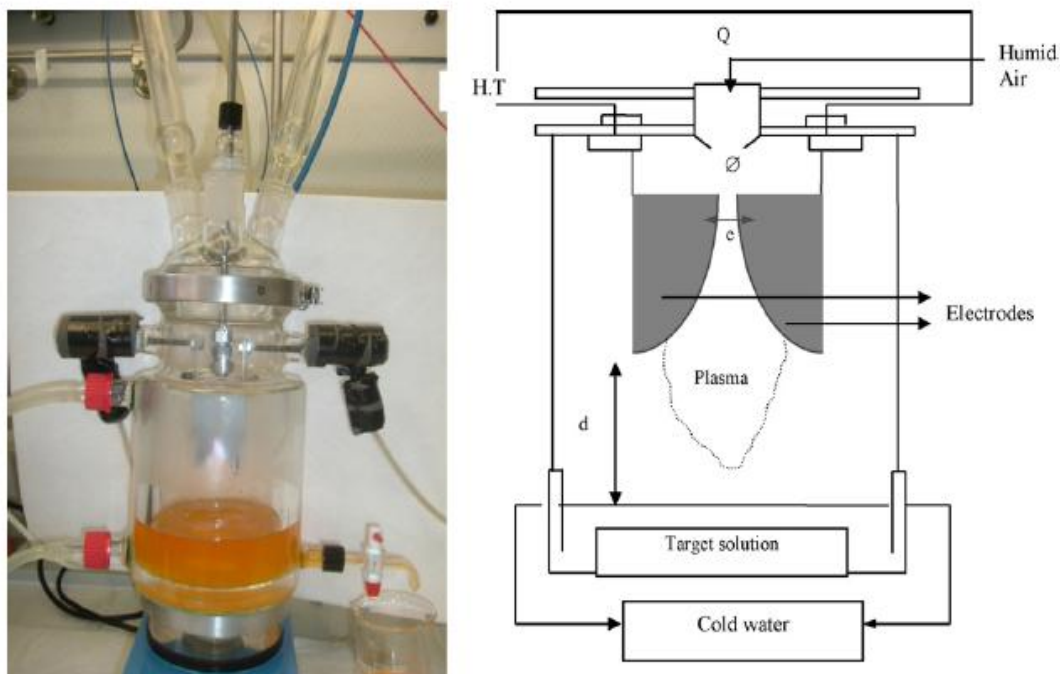 Q
H.T
Humid
Air
∅
e
Electrodes
Plasma
d
Target solution
Cold water